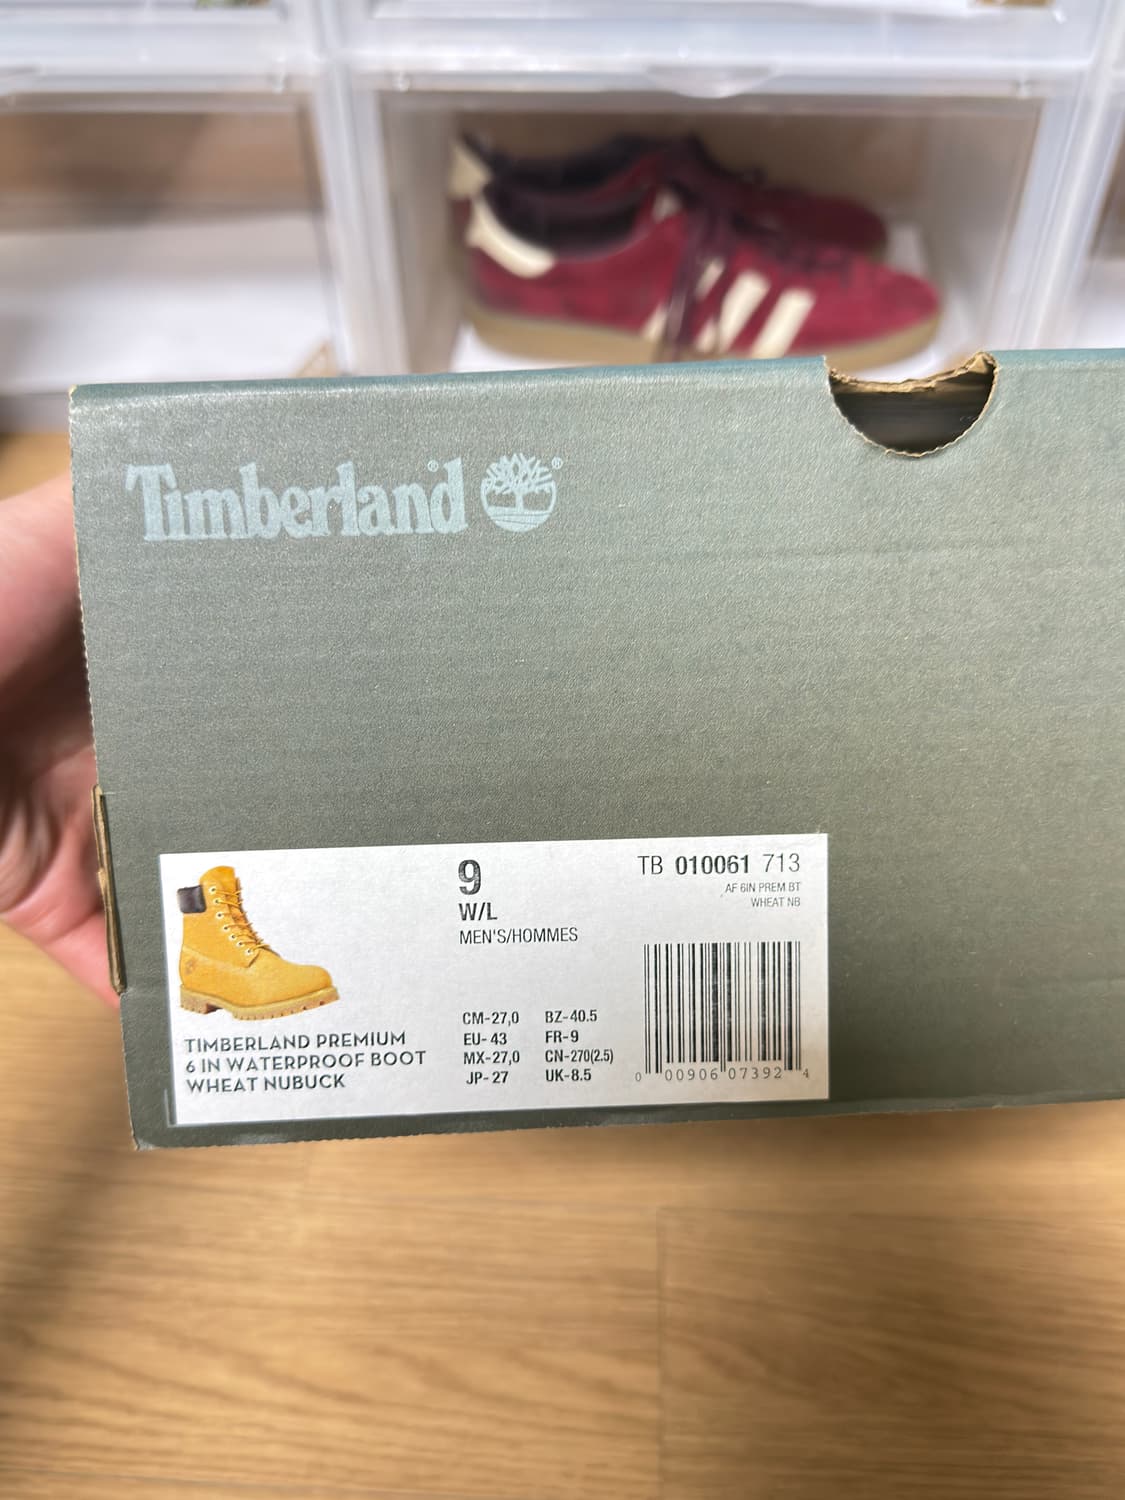 Timberland®®
9
W/L
MEN'S/HOMMES
TB 010061 713
AF 6IN PREM BT
WHEAT NB
TIMBERLAND PREMIUM
6 IN WATERPROOF BOOT
WHEAT NUBUCK
CM-27,0 BZ-40.5
EU-43 FR-9
MX-27,0 CN-270(2.5)
JP-27 UK-8.5
0 00906 07392 4